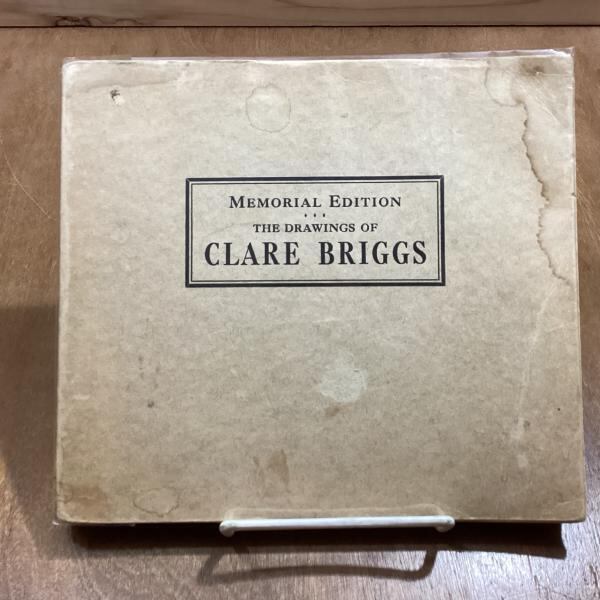 MEMORIAL EDITION
THE DRAWINGS OF
CLARE BRIGGS